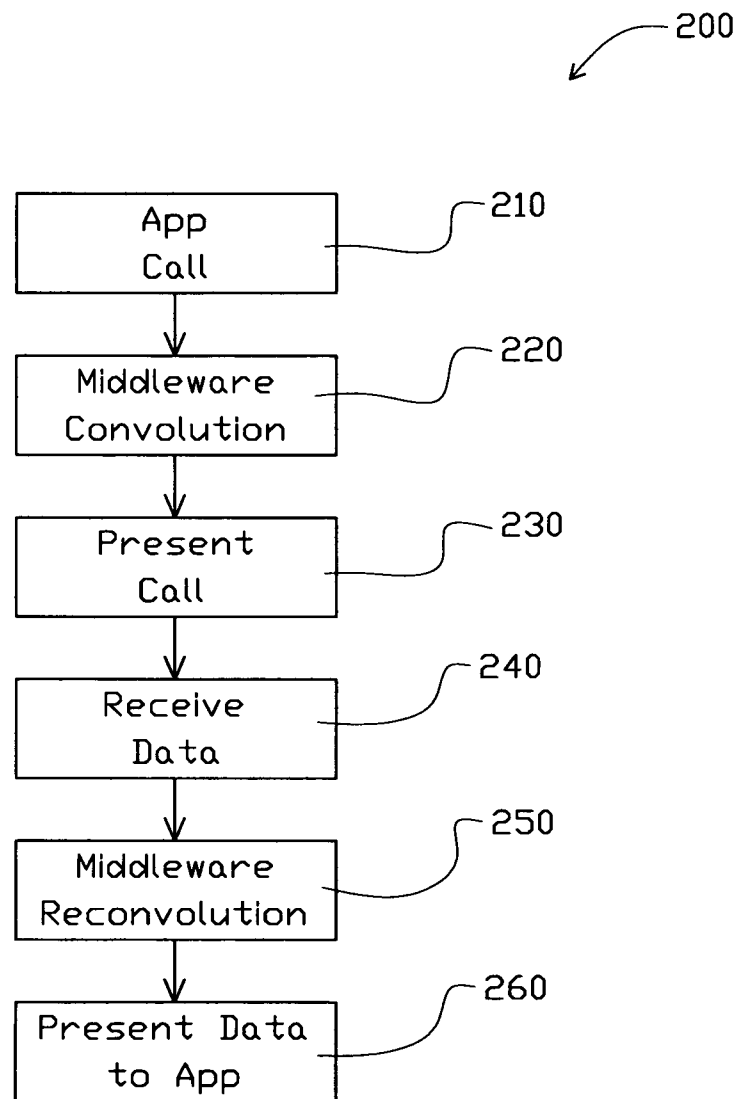 200
App
Call
210
Middleware
Convolution
220
Present
Call
230
Receive
Data
240
Middleware
Reconvolution
250
Present Data
to App
260